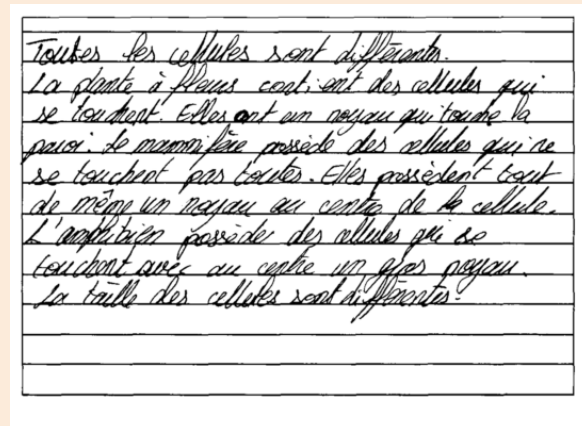 Toutes les cellules sont différentes.
La plante à fleurs contient des cellules qui
se touchent. Elles ont un noyau qui touche la
paroi. Le mammifère possède des cellules qui ne
se touchent pas toutes. Elles possèdent tout
de même un noyau au centre de la cellule.
L'amphibien possède des cellules qui se
touchent avec au centre un gros noyau.
La taille des cellules sont différentes.